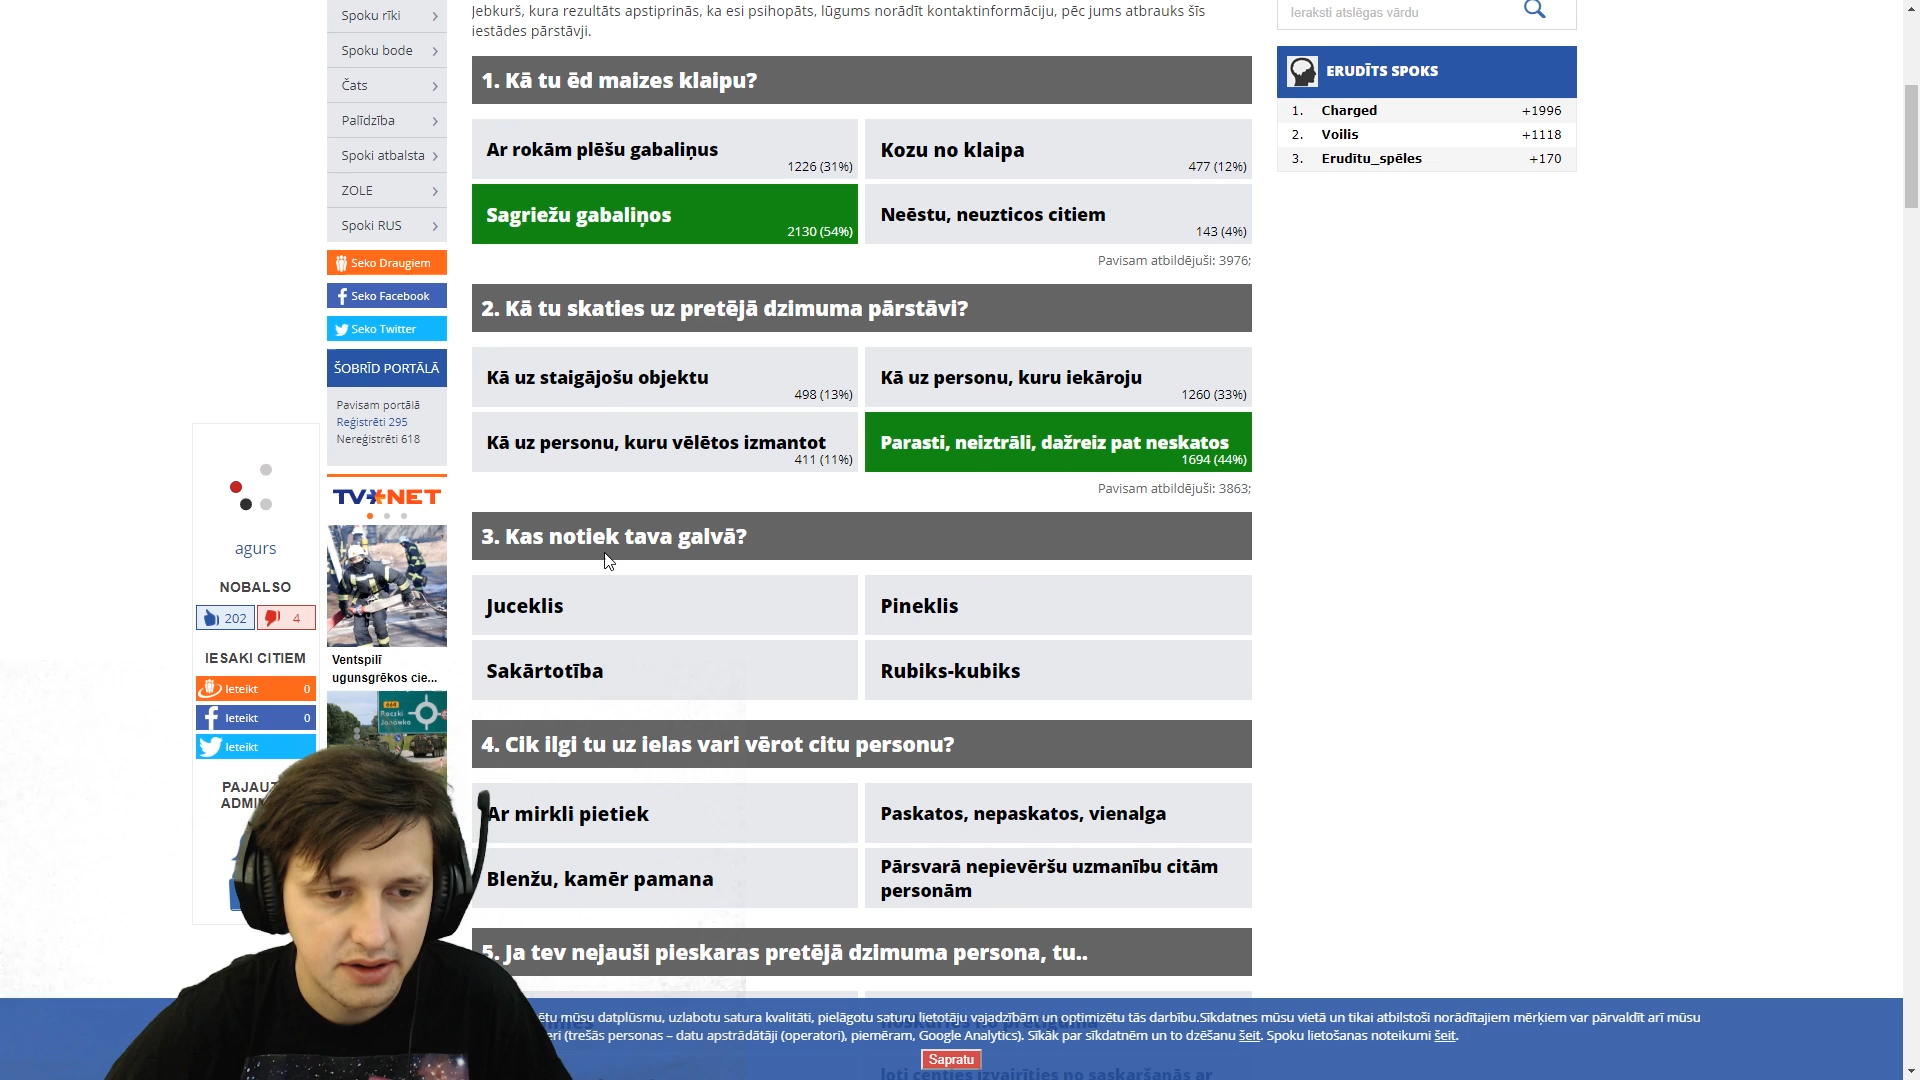 Spoku rīki
Spoku bode
Čats
Palīdzība
Spoki atbalsta
ZOLE
Spoki RUS
Seko Draugiem
Seko Facebook
Seko Twitter
ŠOBRĪD PORTĀLĀ
Pavisam portālā
Reģistrēti 295
Nereģistrēti 618
TV NET
Ventspilī
ugunsgrēkos cie...
agurs
NOBALSO
202
4
IESAKI CITIEM
Ieteikt 0
Ieteikt 0
Ieteikt
Jebkurš, kura rezultāts apstiprinās, ka esi psihopāts, lūgums norādīt kontaktinformāciju, pēc jums atbrauks šīs
iestādes pārstāvji.
1. Kā tu ēd maizes klaipu?
Ar rokām plēšu gabaliņus
1226 (31%)
Kozu no klaipa
477 (12%)
Sagriežu gabaliņos
2130 (54%)
Neēstu, neuzticos citiem
143 (4%)
Pavisam atbildējuši: 3976;
2. Kā tu skaties uz pretējā dzimuma pārstāvi?
Kā uz staigājošu objektu
498 (13%)
Kā uz personu, kuru iekāroju
1260 (33%)
Kā uz personu, kuru vēlētos izmantot
411 (11%)
Parasti, neiztrāli, dažreiz pat neskatos
1694 (44%)
Pavisam atbildējuši: 3863;
3. Kas notiek tava galvā?
Juceklis
Pineklis
Sakārtotība
Rubiks-kubiks
4. Cik ilgi tu uz ielas vari vērot citu personu?
Ar mirkli pietiek
Paskatos, nepaskatos, vienalga
Blenžu, kamēr pamana
Pārsvarā nepievēršu uzmanību citām
personām
5. Ja tev nejauši pieskaras pretējā dzimuma persona, tu..
Ieraksti atslēgas vārdu
ERUDĪTS SPOKS
1. Charged +1996
2. Voilis +1118
3. Erudītu_spēles +170
mūsu datplūsmu, uzlabotu satura kvalitāti, pielāgotu saturu lietotāju vajadzībām un optimizētu tās darbību.Sīkdatnes mūsu vietā un tikai atbilstoši norādītajiem mērķiem var pārvaldīt arī mūsu
(trešās personas – datu apstrādātāji (operatori), piemēram, Google Analytics). Sīkāk par sīkdatnēm un to dzēšanu šeit. Spoku lietošanas noteikumi šeit.
Sapratu